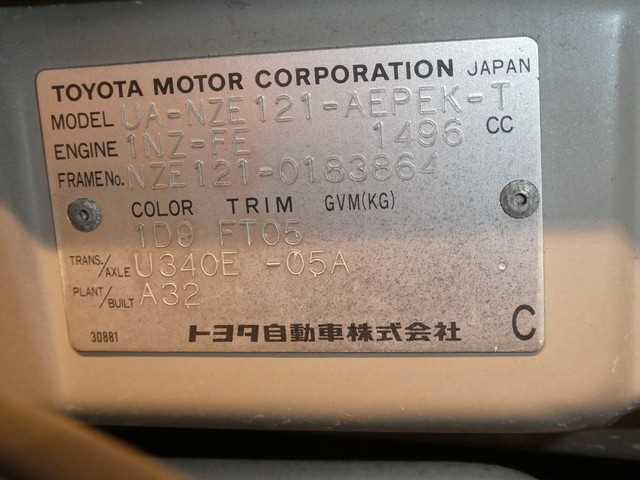 TOYOTA MOTOR CORPORATION JAPAN
MODEL UA-NZE121-AEPEK-T
ENGINE 1NZ-FE 1496 CC
FRAME No. NZE121-0183864
COLOR TRIM GVM(KG)
1D9 FT05
TRANS./AXLE U340E -05A
PLANT/BUILT A32
30881 トヨタ自動車株式会社 C